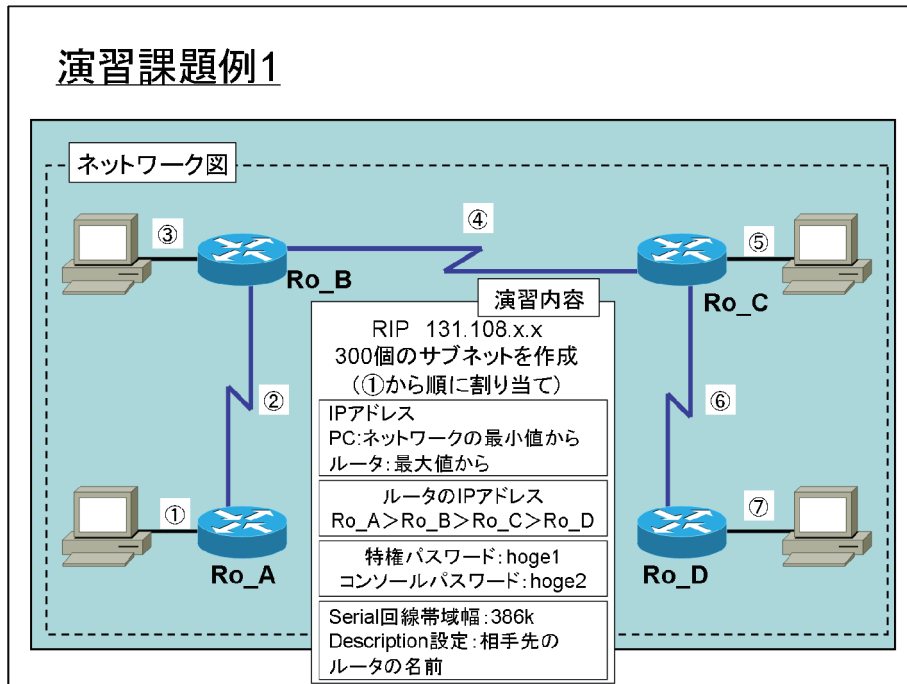 演習課題例1
ネットワーク図
③
④
⑤
Ro_B
Ro_C
演習内容
RIP 131.108.x.x
300個のサブネットを作成
(①から順に割り当て)
②
⑥
IPアドレス
PC:ネットワークの最小値から
ルータ:最大値から
ルータのIPアドレス
Ro_A>Ro_B>Ro_C>Ro_D
①
⑦
Ro_A
Ro_D
特権パスワード:hoge1
コンソールパスワード:hoge2
Serial回線帯域幅:386k
Description設定:相手先の
ルータの名前